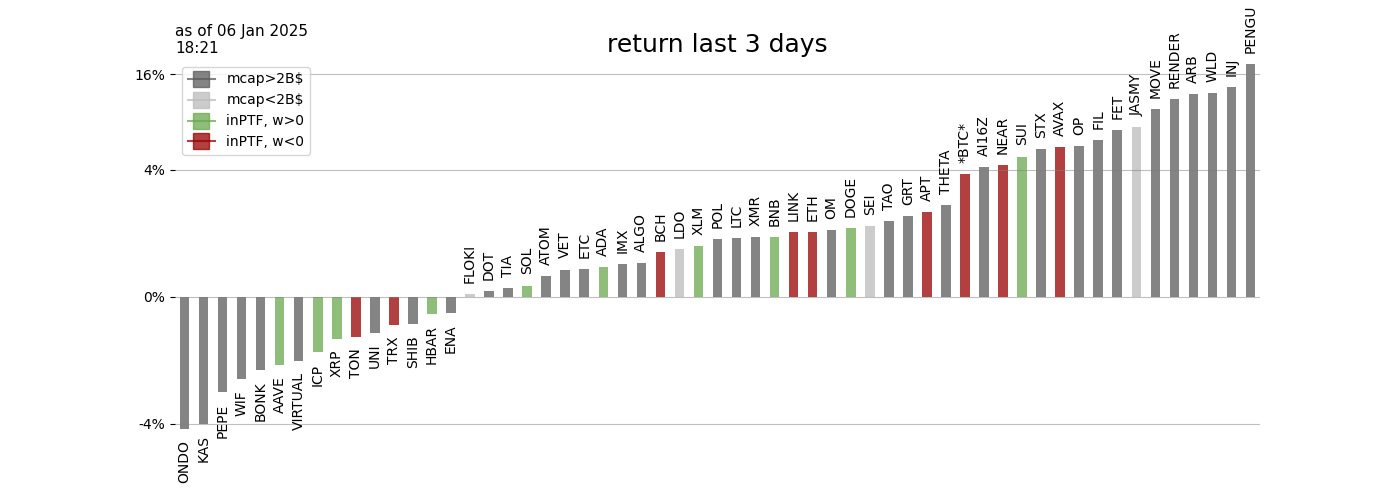 as of 06 Jan 2025
18:21
return last 3 days
mcap>2B$
mcap<2B$
inPTF, w>0
inPTF, w<0
16%
4%
0%
-4%
ONDO
KAS
PEPE
WIF
BONK
AAVE
VIRTUAL
ICP
XRP
TON
UNI
TRX
SHIB
HBAR
ENA
FLOKI
DOT
TIA
SOL
ATOM
VET
ETC
ADA
IMX
ALGO
BCH
LDO
XLM
POL
LTC
XMR
BNB
LINK
ETH
OM
DOGE
SEI
TAO
GRT
APT
THETA
*BTC*
AI16Z
NEAR
SUI
STX
AVAX
OP
FIL
FET
JASMY
MOVE
RENDER
ARB
WLD
INJ
PENGU